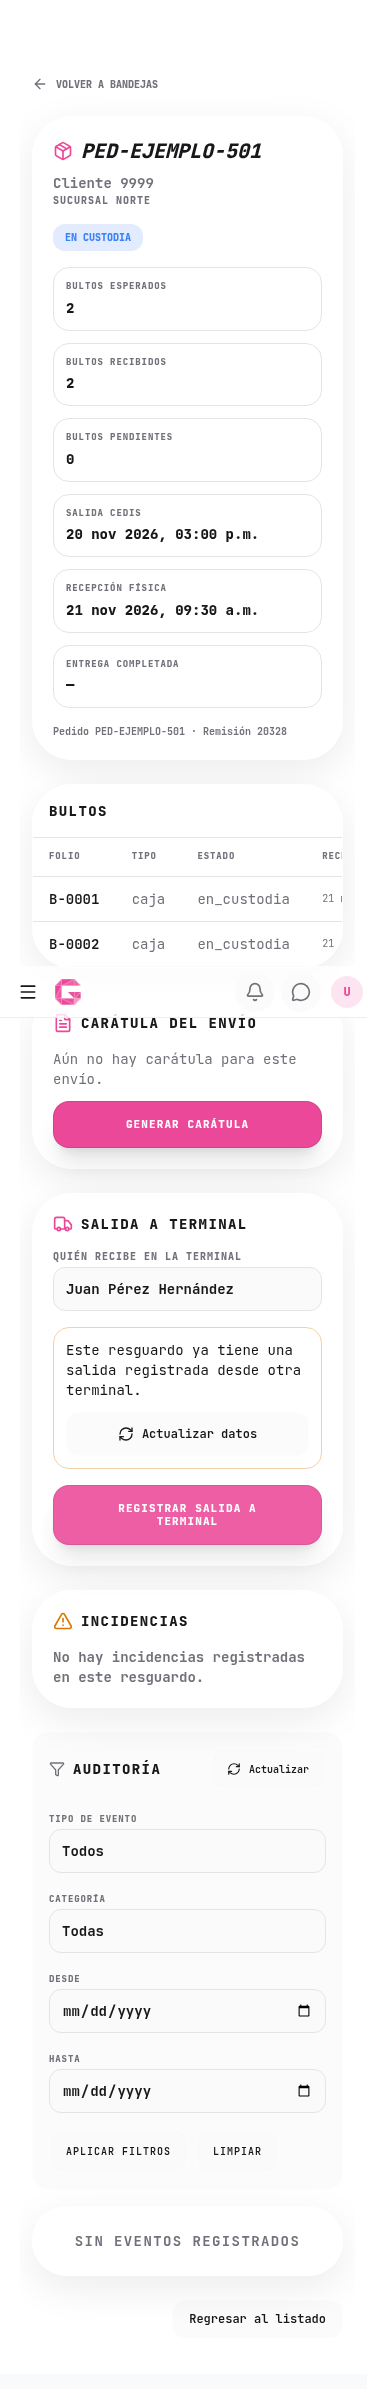 VOLVER A BANDEJAS
PED-EJEMPLO-501
Cliente 9999
SUCURSAL NORTE
EN CUSTODIA
BULTOS ESPERADOS
2
BULTOS RECIBIDOS
2
BULTOS PENDIENTES
0
SALIDA CEDIS
20 nov 2026, 03:00 p.m.
RECEPCIÓN FÍSICA
21 nov 2026, 09:30 a.m.
ENTREGA COMPLETADA
—
Pedido PED-EJEMPLO-501 · Remisión 20328
BULTOS
FOLIO TIPO ESTADO
B-0001 caja en_custodia 21
B-0002 caja en_custodia 21
U
CARÁTULA DEL ENVÍO
Aún no hay carátula para este
envío.
GENERAR CARÁTULA
SALIDA A TERMINAL
QUIÉN RECIBE EN LA TERMINAL
Juan Pérez Hernández
Este resguardo ya tiene una
salida registrada desde otra
terminal.
Actualizar datos
REGISTRAR SALIDA A
TERMINAL
INCIDENCIAS
No hay incidencias registradas
en este resguardo.
AUDITORÍA
Actualizar
TIPO DE EVENTO
Todos
CATEGORÍA
Todas
DESDE
mm/dd/yyyy
HASTA
mm/dd/yyyy
APLICAR FILTROS LIMPIAR
SIN EVENTOS REGISTRADOS
Regresar al listado